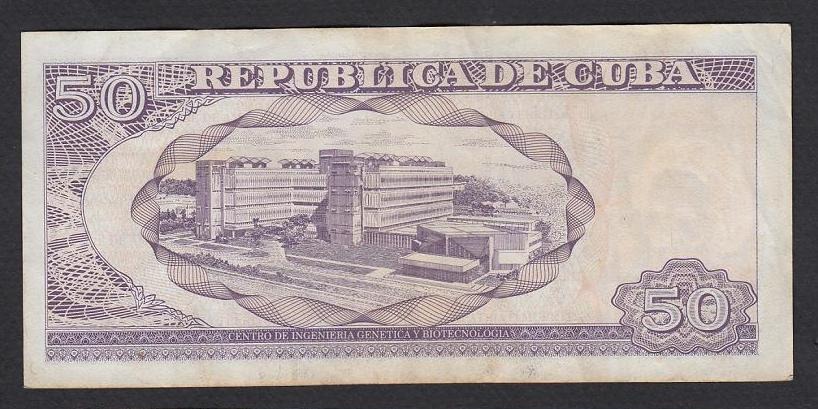 50 REPUBLICA DE CUBA
CENTRO DE INGENIERIA GENETICA Y BIOTECNOLOGIA
50